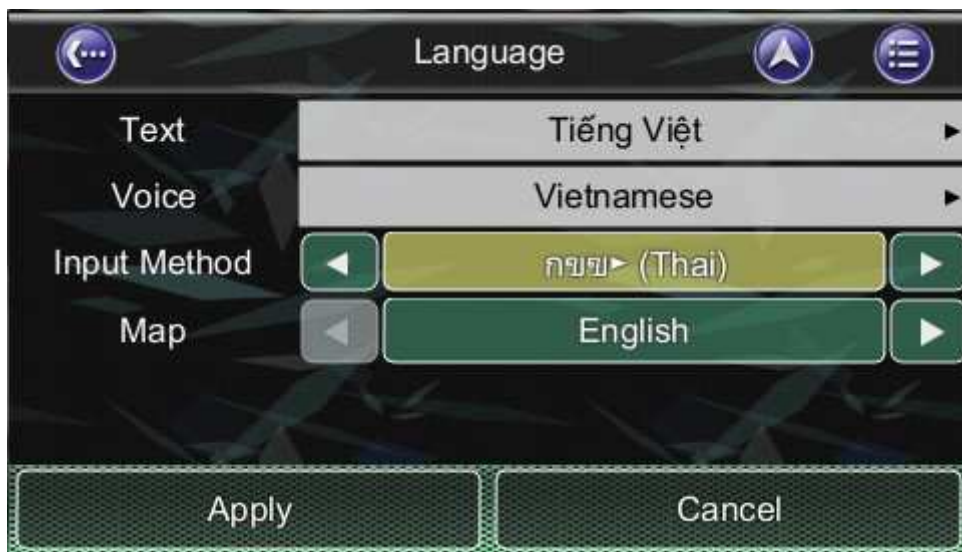 Language
Text Tiếng Việt
Voice Vietnamese
Input Method กขฃ► (Thai)
Map English
Apply Cancel